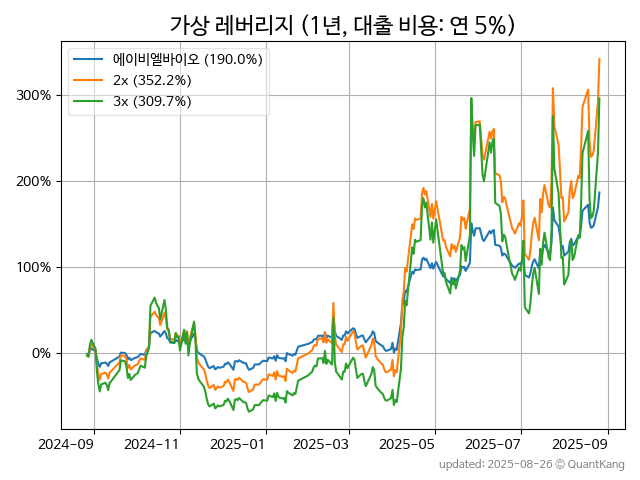 가상 레버리지 (1년, 대출 비용: 연 5%)
에이비엘바이오 (190.0%)
2x (352.2%)
3x (309.7%)
300%
200%
100%
0%
2024-09
2024-11
2025-01
2025-03
2025-05
2025-07
2025-09
updated: 2025-08-26 © QuantKang